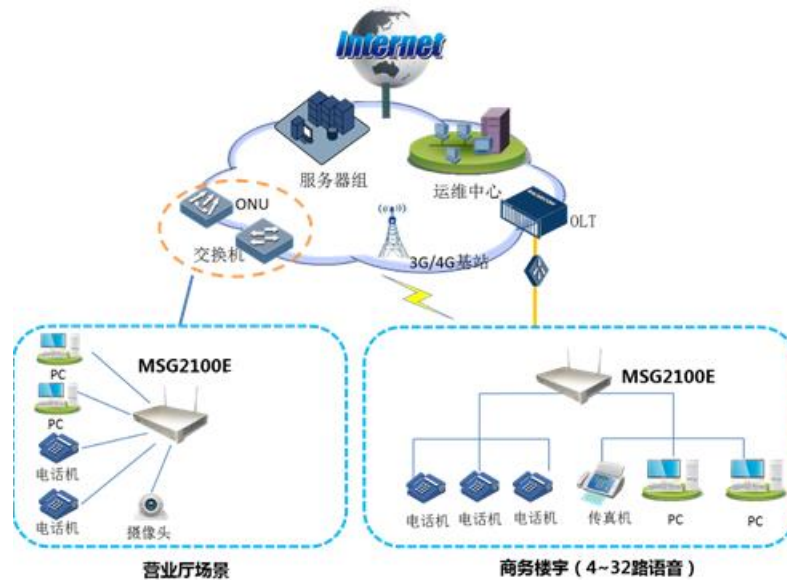 Internet
服务器组
运维中心
ONU
OLT
交换机
3G/4G基站
MSG2100E
PC
PC
电话机
电话机
摄像头
营业厅场景
MSG2100E
电话机
电话机
电话机
传真机
PC
PC
商务楼宇（4~32路语音）